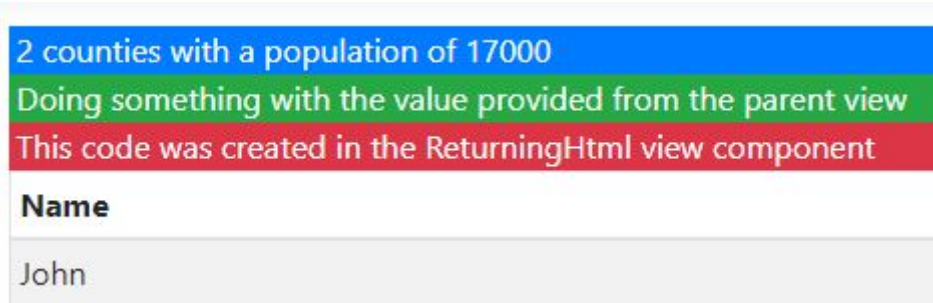 2 counties with a population of 17000
Doing something with the value provided from the parent view
This code was created in the ReturningHtml view component
Name
John